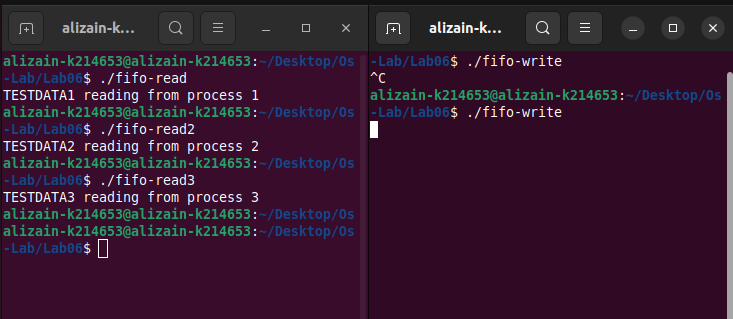 alizain-k...
alizain-k214653@alizain-k214653:~/Desktop/Os
-Lab/Lab06$ ./fifo-read
TESTDATA1 reading from process 1
alizain-k214653@alizain-k214653:~/Desktop/Os
-Lab/Lab06$ ./fifo-read2
TESTDATA2 reading from process 2
alizain-k214653@alizain-k214653:~/Desktop/Os
-Lab/Lab06$ ./fifo-read3
TESTDATA3 reading from process 3
alizain-k214653@alizain-k214653:~/Desktop/Os
alizain-k214653@alizain-k214653:~/Desktop/Os
-Lab/Lab06$
alizain-k...
-Lab/Lab06$ ./fifo-write
^C
alizain-k214653@alizain-k214653:~/Desktop/Os
-Lab/Lab06$ ./fifo-write